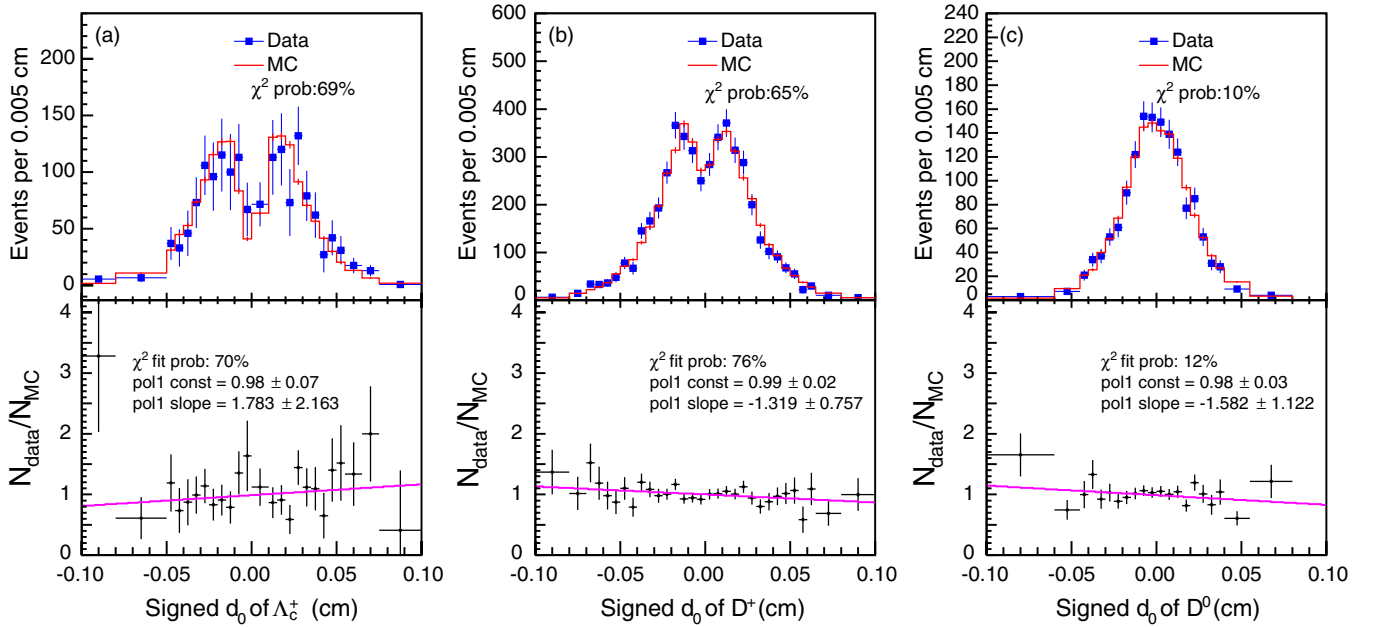 (a)
Data
MC
χ² prob:69%
Events per 0.005 cm
200
150
100
50
0
χ² fit prob: 70%
pol1 const = 0.98 ± 0.07
pol1 slope = 1.783 ± 2.163
N_data/N_MC
4
3
2
1
0
-0.10 -0.05 0.00 0.05 0.10
Signed d₀ of Λ_c⁺ (cm)
(b)
Data
MC
χ² prob:65%
Events per 0.005 cm
600
500
400
300
200
100
0
χ² fit prob: 76%
pol1 const = 0.99 ± 0.02
pol1 slope = -1.319 ± 0.757
N_data/N_MC
4
3
2
1
0
-0.10 -0.05 0.00 0.05 0.10
Signed d₀ of D⁺(cm)
(c)
Data
MC
χ² prob:10%
Events per 0.005 cm
240
220
200
180
160
140
120
100
80
60
40
20
0
χ² fit prob: 12%
pol1 const = 0.98 ± 0.03
pol1 slope = -1.582 ± 1.122
N_data/N_MC
4
3
2
1
0
-0.10 -0.05 0.00 0.05 0.10
Signed d₀ of D⁰(cm)